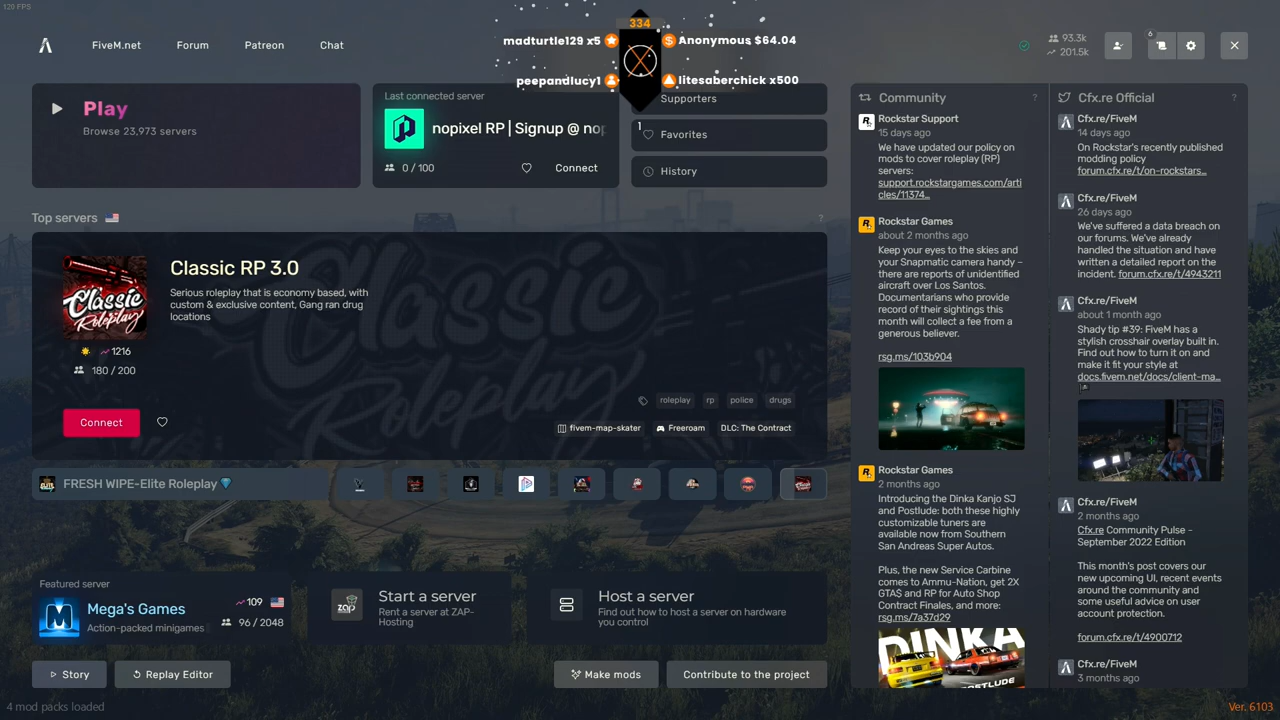 120 FPS
334
madturtle129 x5
Anonymous $64.04
peepandlucy1
litesaberchick x500
FiveM.net
Forum
Patreon
Chat
93.3k
201.5k
6
Play
Browse 23,973 servers
Last connected server
nopixel RP | Signup @ nop
0 / 100
Connect
Supporters
1
Favorites
History
Top servers
?
Classic RP 3.0
Serious roleplay that is economy based, with
custom & exclusive content, Gang ran drug
locations
Classic
Roleplay
1216
180 / 200
Connect
roleplay
rp
police
drugs
fivem-map-skater
Freeroam
DLC: The Contract
FRESH WIPE-Elite Roleplay
Featured server
Mega's Games
Action-packed minigames
109
96 / 2048
ZAP
Start a server
Rent a server at ZAP-
Hosting
Host a server
Find out how to host a server on hardware
you control
Story
Replay Editor
Make mods
Contribute to the project
4 mod packs loaded
Community
?
Rockstar Support
15 days ago
We have updated our policy on
mods to cover roleplay (RP)
servers:
support.rockstargames.com/arti
cles/11374…
Rockstar Games
about 2 months ago
Keep your eyes to the skies and
your Snapmatic camera handy –
there are reports of unidentified
aircraft over Los Santos.
Documentarians who provide
record of their sightings this
month will collect a fee from a
generous believer.
rsg.ms/103b904
Rockstar Games
2 months ago
Introducing the Dinka Kanjo SJ
and Postlude: both these highly
customizable tuners are
available now from Southern
San Andreas Super Autos.
Plus, the new Service Carbine
comes to Ammu-Nation, get 2X
GTA$ and RP for Auto Shop
Contract Finales, and more:
rsg.ms/7a37d29
DINKA
POSTLUDE
Cfx.re Official
?
Cfx.re/FiveM
14 days ago
On Rockstar's recently published
modding policy
forum.cfx.re/t/on-rockstars…
Cfx.re/FiveM
26 days ago
We've suffered a data breach on
our forums. We've already
handled the situation and have
written a detailed report on the
incident. forum.cfx.re/t/4943211
Cfx.re/FiveM
about 1 month ago
Shady tip #39: FiveM has a
stylish crosshair overlay built in.
Find out how to turn it on and
make it fit your style at
docs.fivem.net/docs/client-ma…
Cfx.re/FiveM
2 months ago
Cfx.re Community Pulse –
September 2022 Edition
This month's post covers our
new upcoming UI, recent events
around the community and
some useful advice on user
account protection.
forum.cfx.re/t/4900712
Cfx.re/FiveM
3 months ago
Ver. 6103